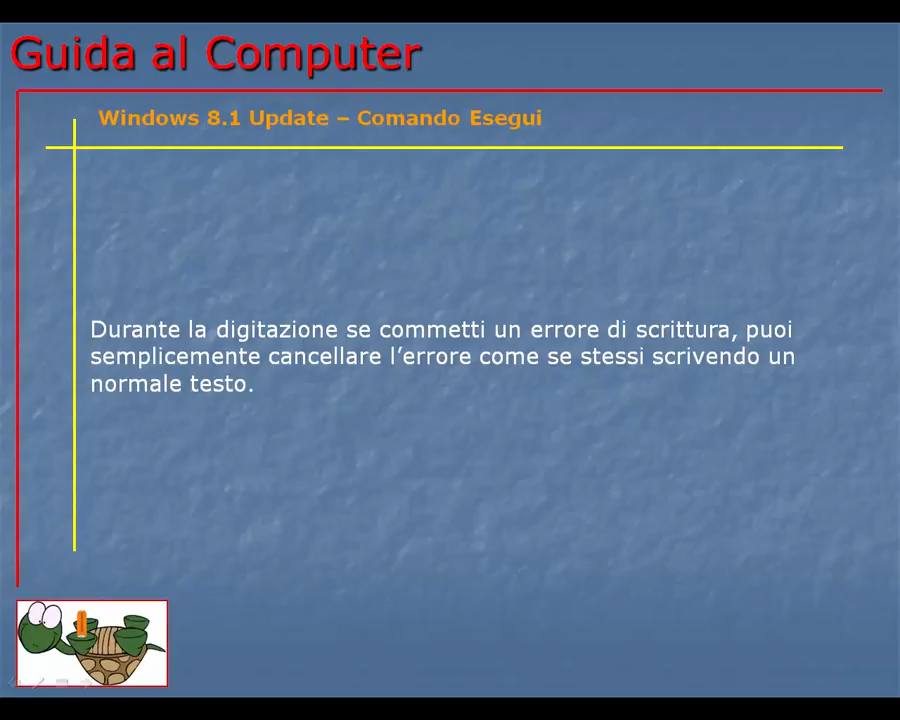 Guida al Computer
Windows 8.1 Update – Comando Esegui
Durante la digitazione se commetti un errore di scrittura, puoi
semplicemente cancellare l’errore come se stessi scrivendo un
normale testo.